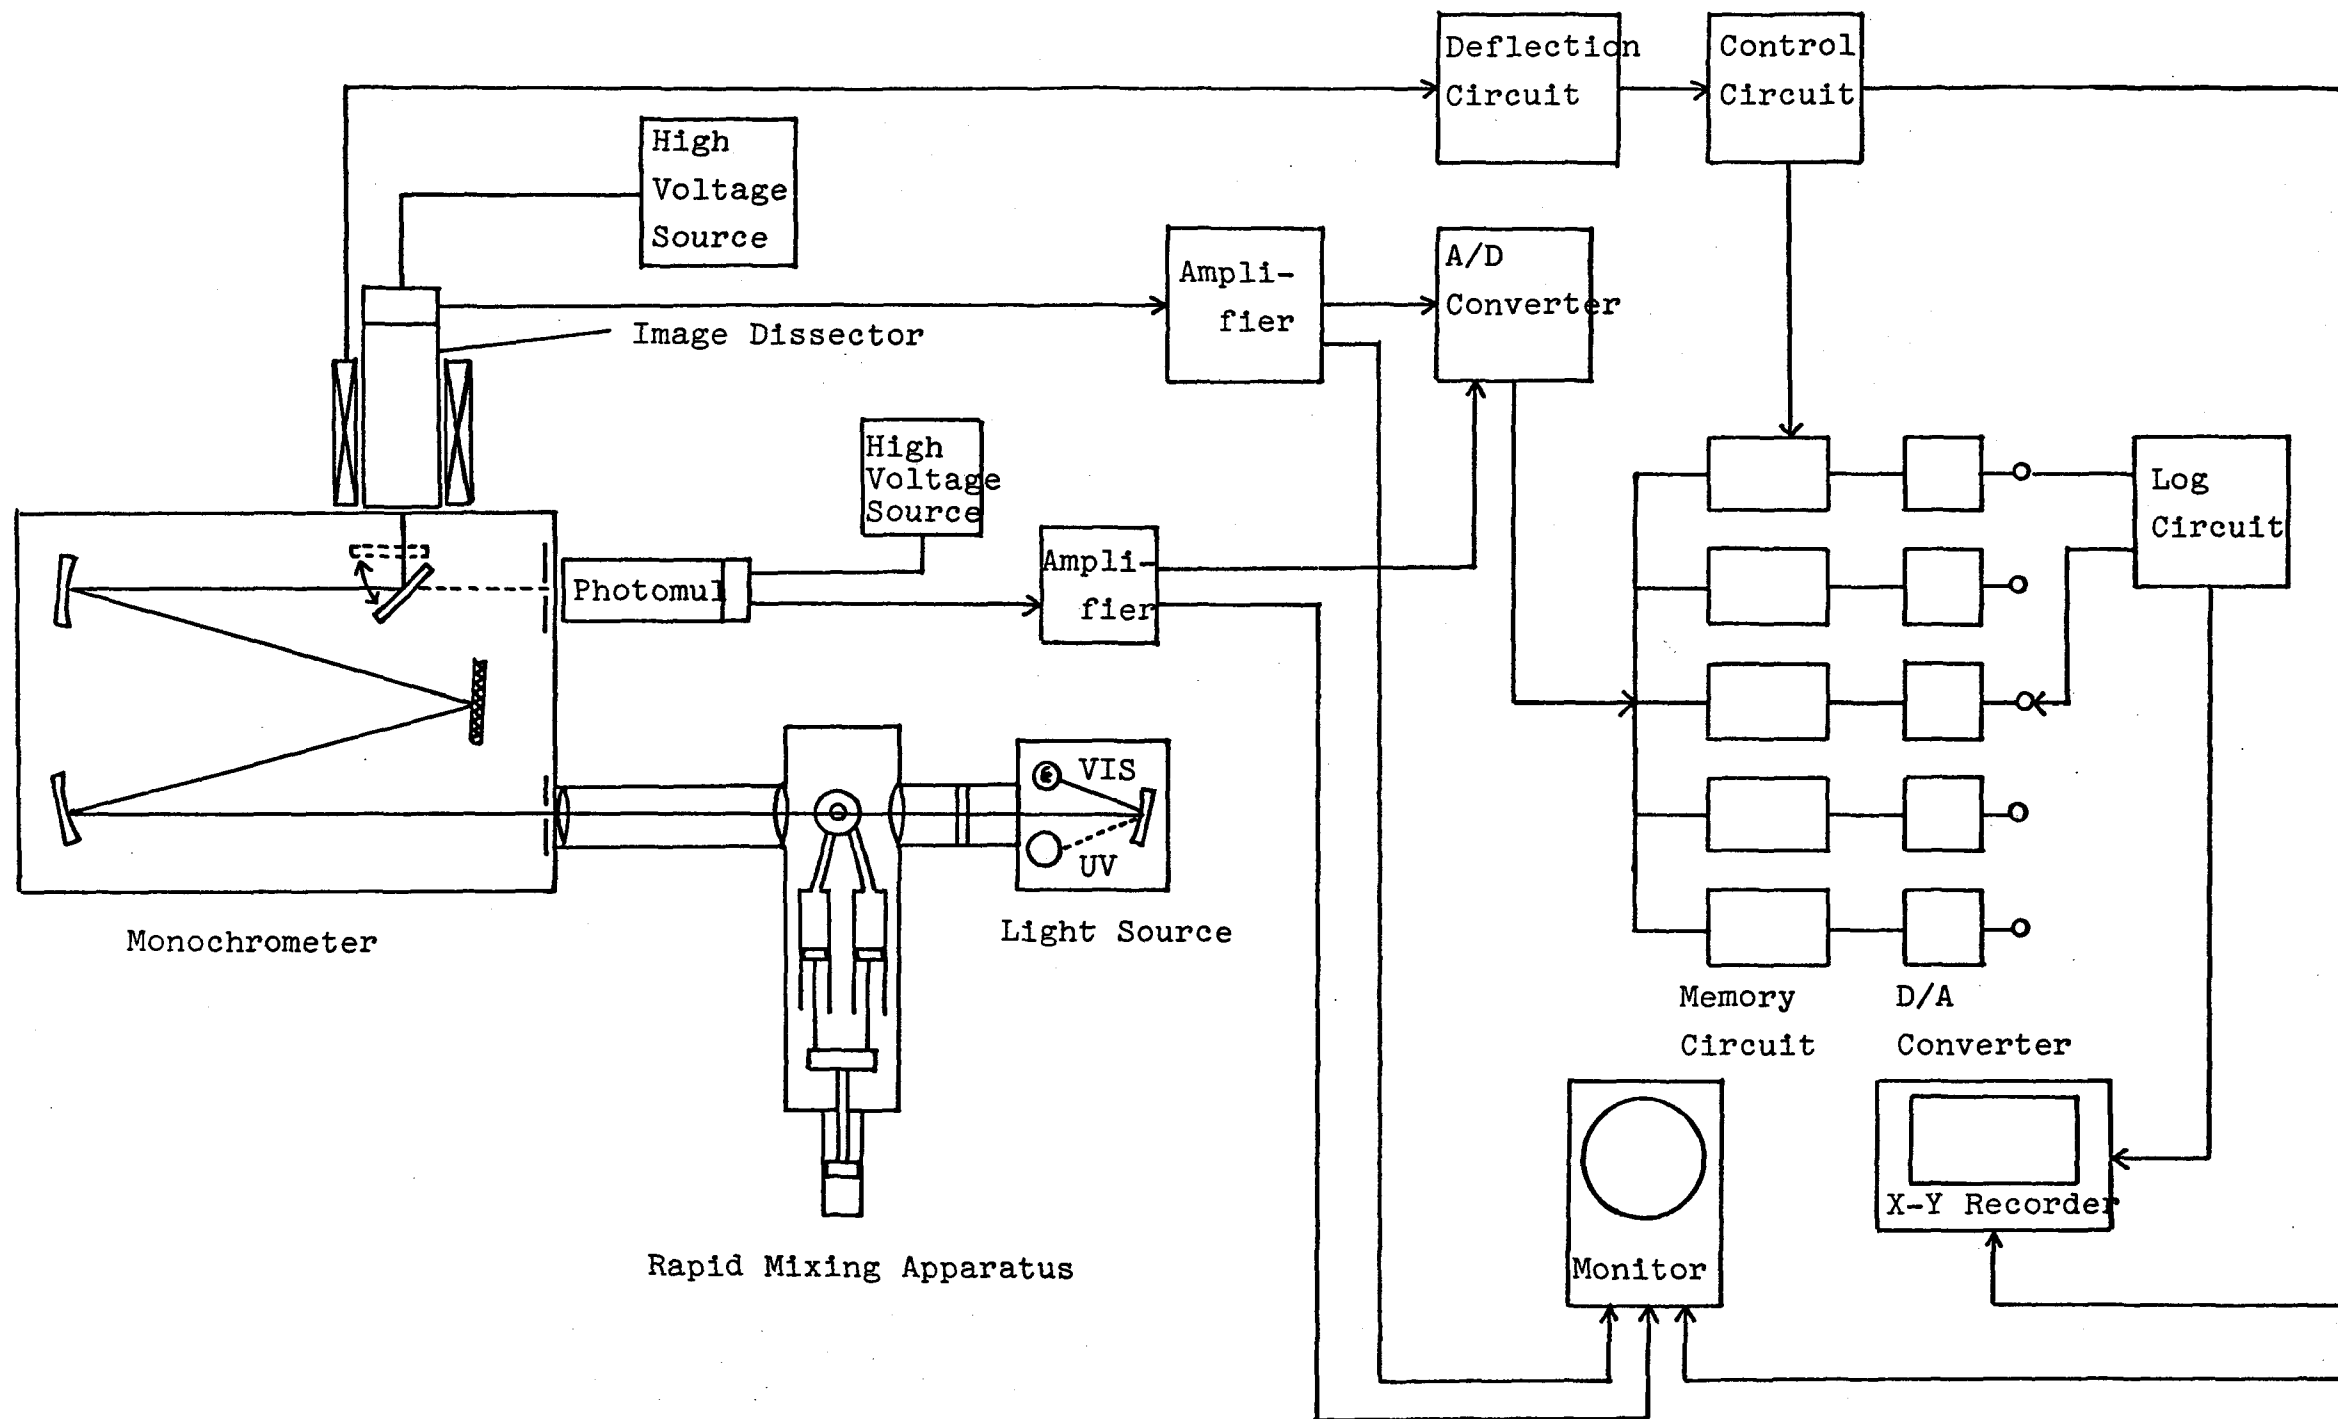 Deflection
Circuit
Control
Circuit
High
Voltage
Source
Ampli-
fier
A/D
Converter
Image Dissector
High
Voltage
Source
Log
Circuit
Photomul
Ampli-
fier
VIS
UV
Monochrometer
Light Source
Memory
Circuit
D/A
Converter
X-Y Recorder
Rapid Mixing Apparatus
Monitor